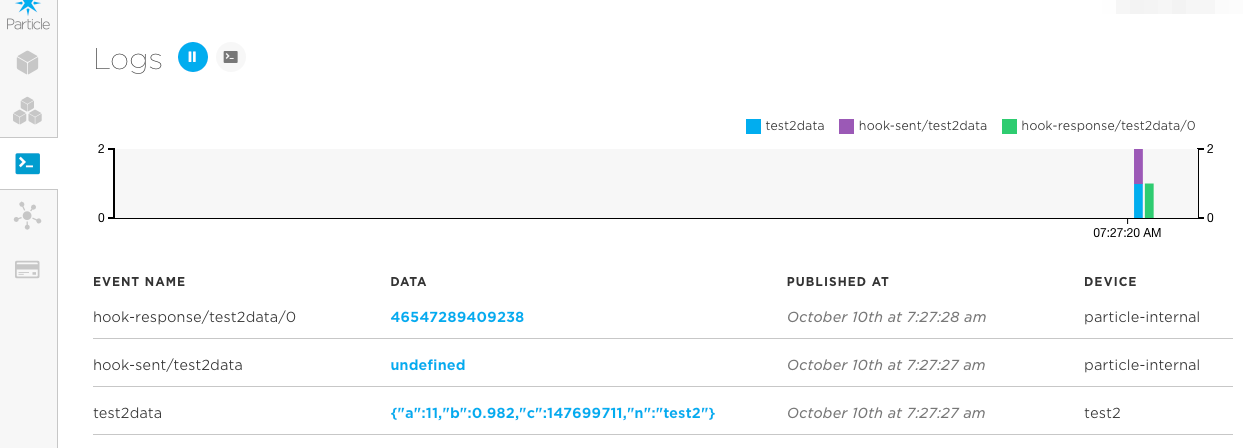 Particle
Logs
test2data hook-sent/test2data hook-response/test2data/0
2 2
0 0
07:27:20 AM
EVENT NAME DATA PUBLISHED AT DEVICE
hook-response/test2data/0 46547289409238 October 10th at 7:27:28 am particle-internal
hook-sent/test2data undefined October 10th at 7:27:27 am particle-internal
test2data {"a":11,"b":0.982,"c":147699711,"n":"test2"} October 10th at 7:27:27 am test2